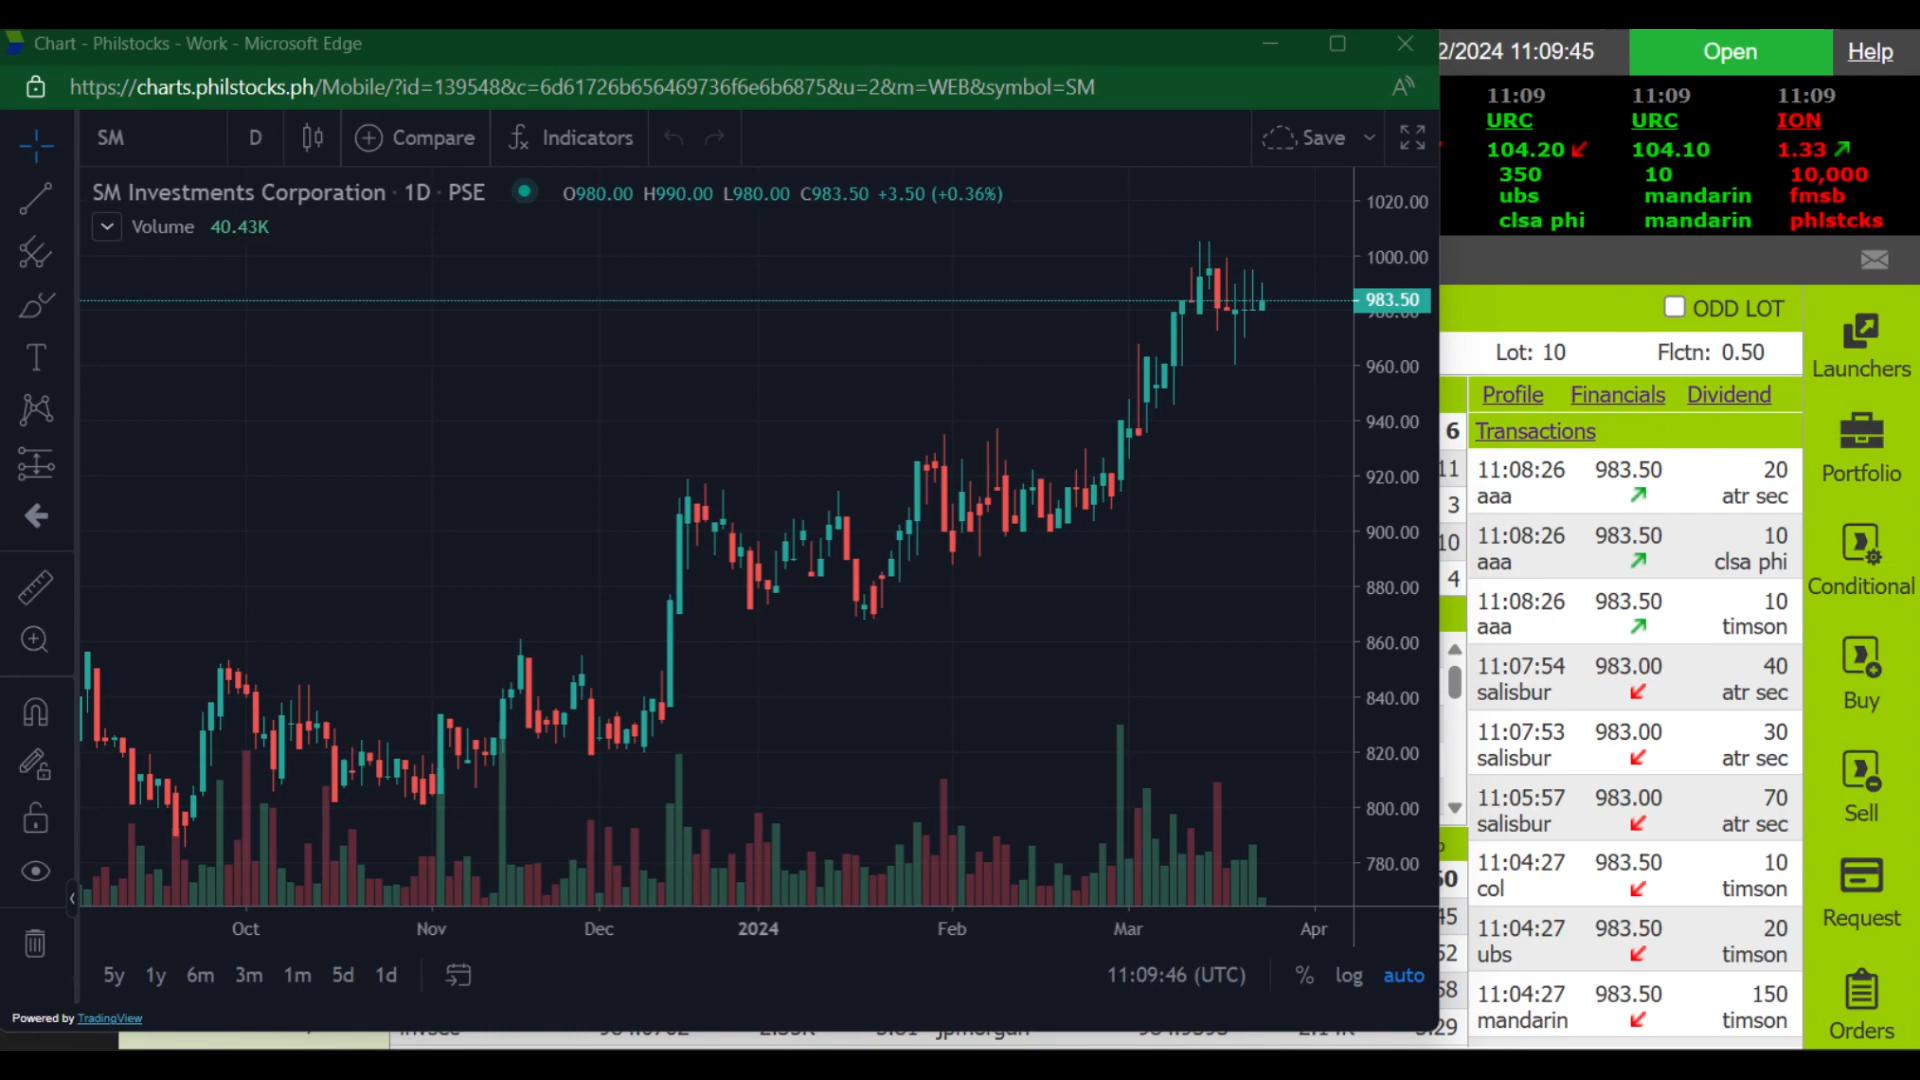 Chart - Philstocks - Work - Microsoft Edge
https://charts.philstocks.ph/Mobile/?id=139548&c=6d61726b656469736f6e6b6875&u=2&m=WEB&symbol=SM
2/2024 11:09:45
Open
Help
11:09 11:09 11:09
URC URC ION
104.20 104.10 1.33
350 10 10,000
ubs mandarin fmsb
clsa phi mandarin phlstcks
SM D Compare Indicators Save
SM Investments Corporation · 1D · PSE O980.00 H990.00 L980.00 C983.50 +3.50 (+0.36%)
Volume 40.43K
1020.00
1000.00
983.50
960.00
940.00
920.00
900.00
880.00
860.00
840.00
820.00
800.00
780.00
Oct Nov Dec 2024 Feb Mar Apr
5y 1y 6m 3m 1m 5d 1d
11:09:46 (UTC) % log auto
Powered by TradingView
ODD LOT
Lot: 10 Flctn: 0.50
Profile Financials Dividend
Transactions
6
11
3
10
4
11:08:26 983.50 20
aaa atr sec
11:08:26 983.50 10
aaa clsa phi
11:08:26 983.50 10
aaa timson
11:07:54 983.00 40
salisbur atr sec
11:07:53 983.00 30
salisbur atr sec
11:05:57 983.00 70
salisbur atr sec
11:04:27 983.50 10
col timson
11:04:27 983.50 20
ubs timson
11:04:27 983.50 150
mandarin timson
45
52
58
Launchers
Portfolio
Conditional
Buy
Sell
Request
Orders